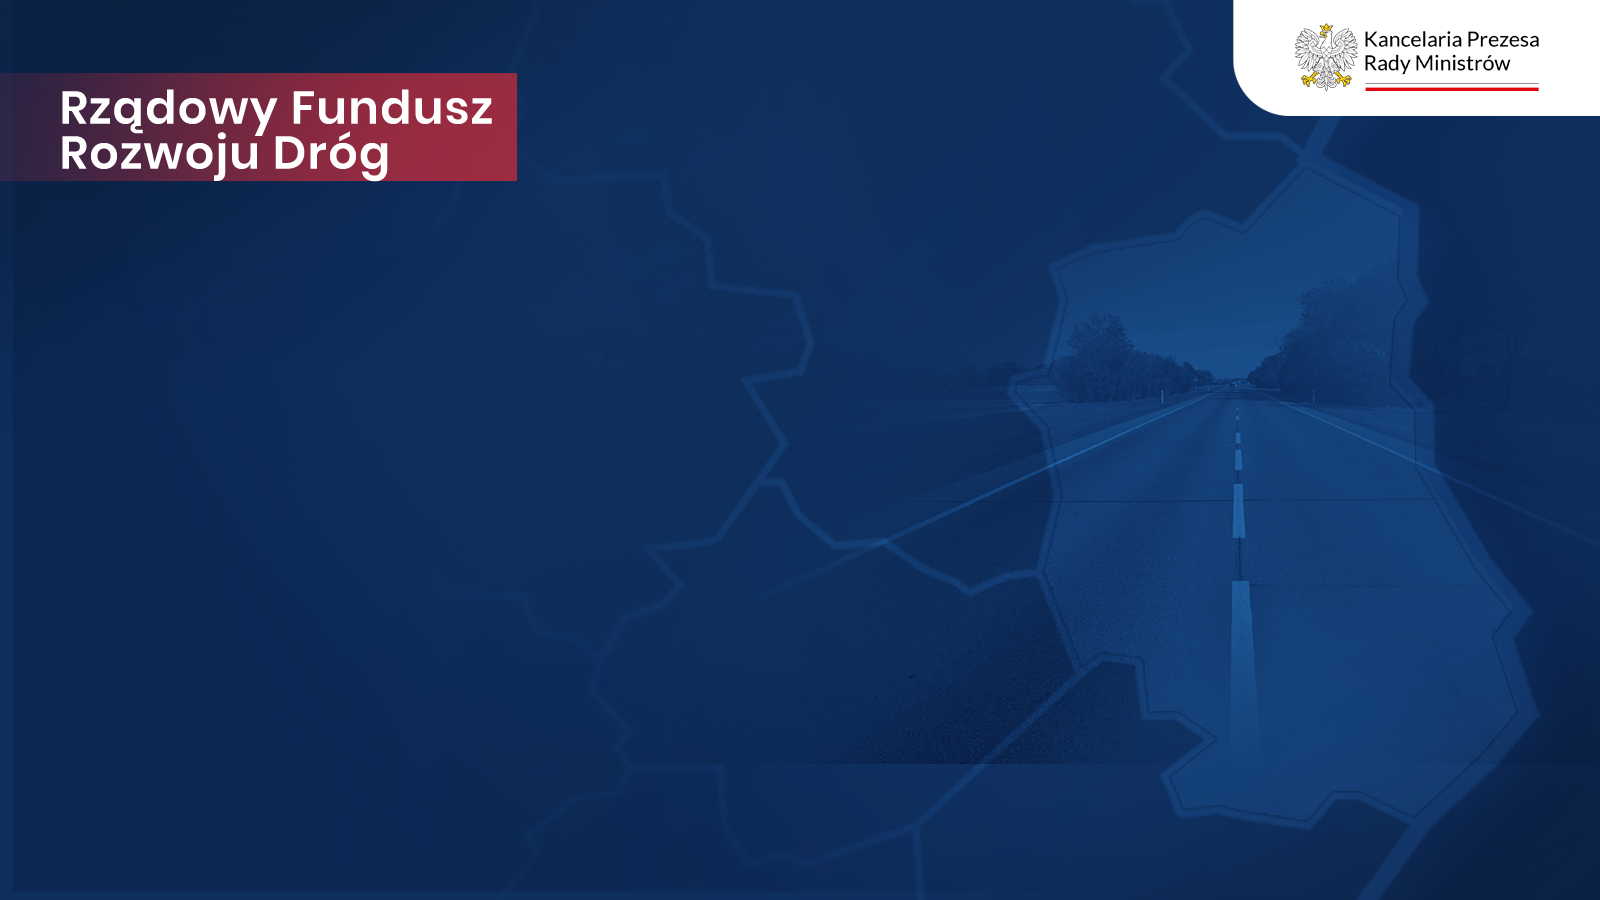 Rządowy Fundusz
Rozwoju Dróg
Kancelaria Prezesa
Rady Ministrów